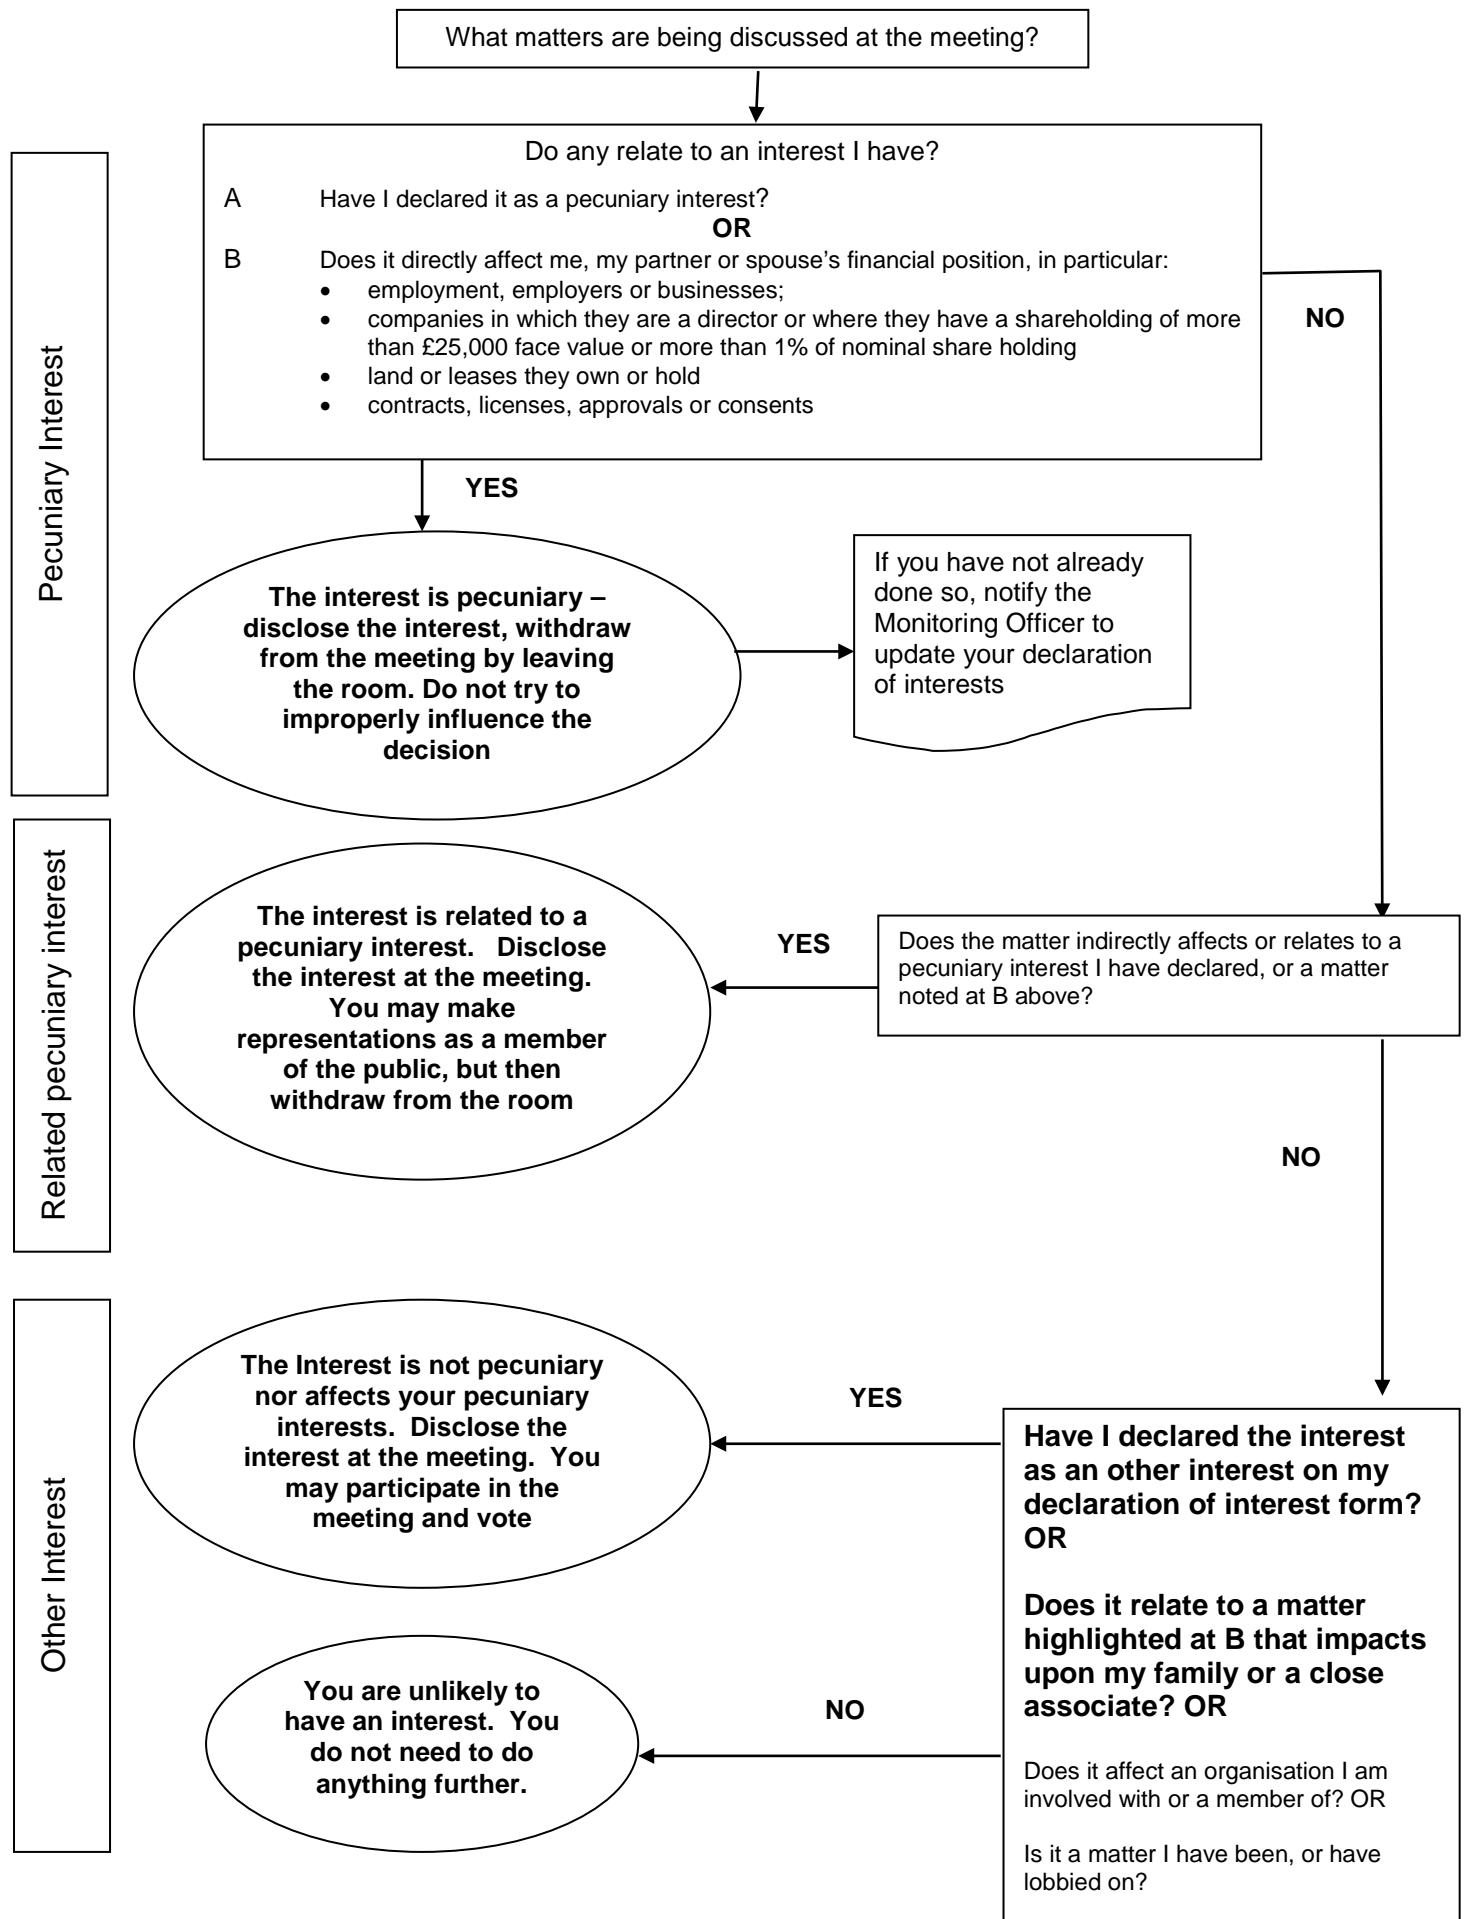 What matters are being discussed at the meeting?
Pecuniary Interest
Do any relate to an interest I have?
A Have I declared it as a pecuniary interest?
OR
B Does it directly affect me, my partner or spouse's financial position, in particular:
• employment, employers or businesses;
• companies in which they are a director or where they have a shareholding of more
than £25,000 face value or more than 1% of nominal share holding
• land or leases they own or hold
• contracts, licenses, approvals or consents
NO
YES
The interest is pecuniary –
disclose the interest, withdraw
from the meeting by leaving
the room. Do not try to
improperly influence the
decision
If you have not already
done so, notify the
Monitoring Officer to
update your declaration
of interests
Related pecuniary interest
The interest is related to a
pecuniary interest. Disclose
the interest at the meeting.
You may make
representations as a member
of the public, but then
withdraw from the room
YES
Does the matter indirectly affects or relates to a
pecuniary interest I have declared, or a matter
noted at B above?
NO
Other Interest
The Interest is not pecuniary
nor affects your pecuniary
interests. Disclose the
interest at the meeting. You
may participate in the
meeting and vote
YES
Have I declared the interest
as an other interest on my
declaration of interest form?
OR
Does it relate to a matter
highlighted at B that impacts
upon my family or a close
associate? OR
Does it affect an organisation I am
involved with or a member of? OR
Is it a matter I have been, or have
lobbied on?
NO
You are unlikely to
have an interest. You
do not need to do
anything further.